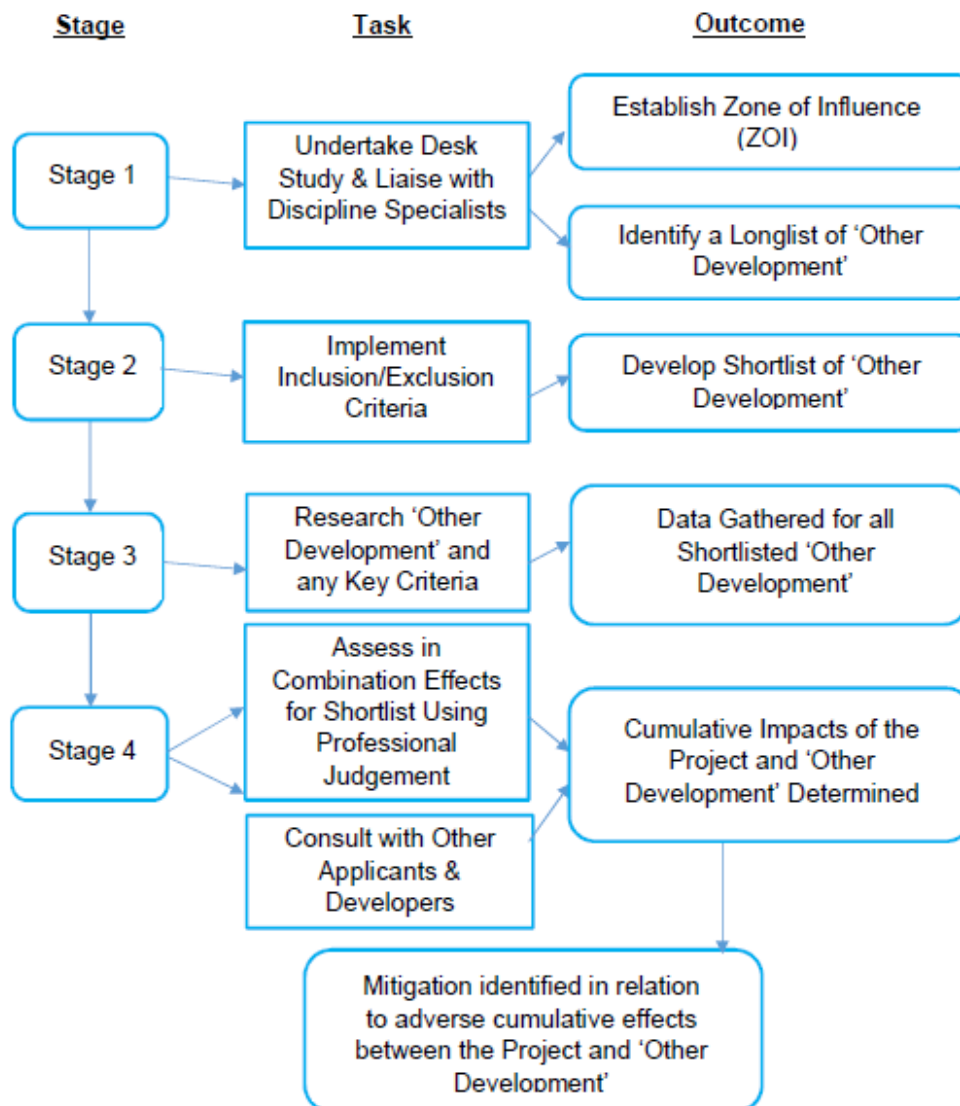 Stage
Task
Outcome
Stage 1
Undertake Desk
Study & Liaise with
Discipline Specialists
Establish Zone of Influence
(ZOI)
Identify a Longlist of ‘Other
Development’
Stage 2
Implement
Inclusion/Exclusion
Criteria
Develop Shortlist of ‘Other
Development’
Stage 3
Research ‘Other
Development’ and
any Key Criteria
Data Gathered for all
Shortlisted ‘Other
Development’
Stage 4
Assess in
Combination Effects
for Shortlist Using
Professional
Judgement
Consult with Other
Applicants &
Developers
Cumulative Impacts of the
Project and ‘Other
Development’ Determined
Mitigation identified in relation
to adverse cumulative effects
between the Project and ‘Other
Development’